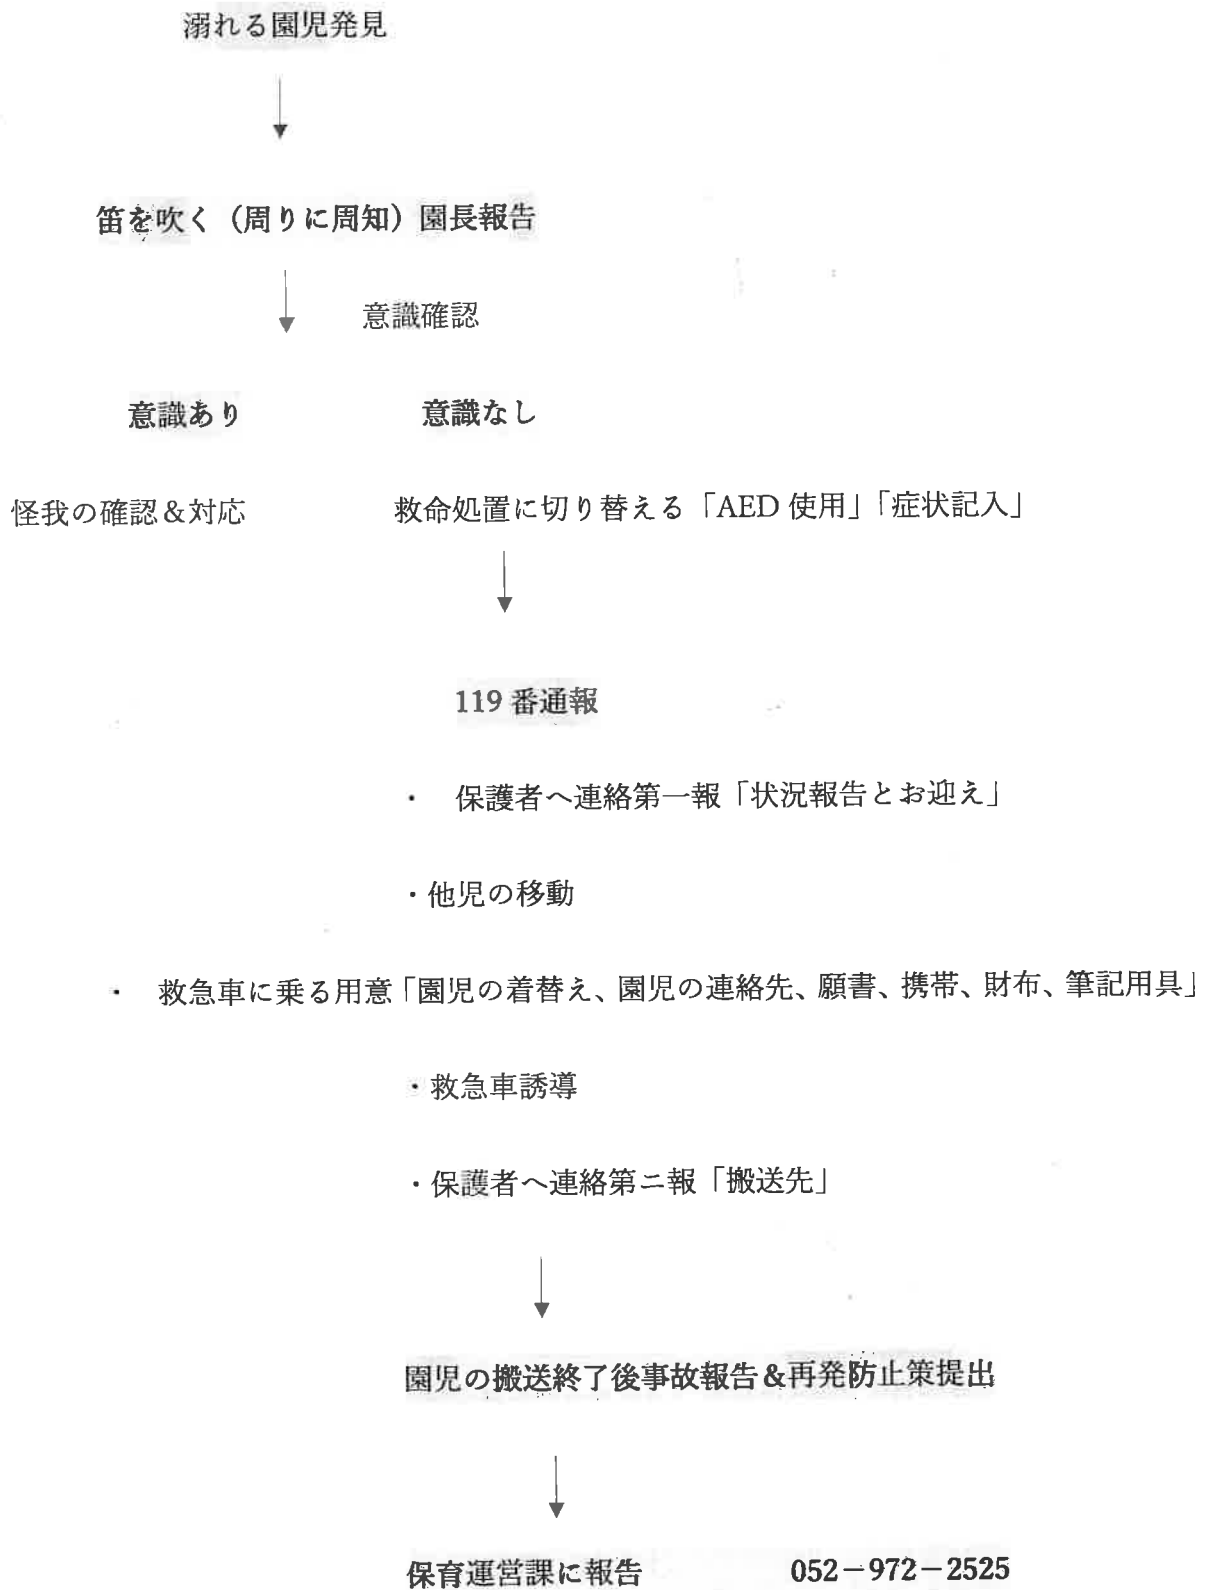 溺れる園児発見
笛を吹く（周りに周知）園長報告
意識確認
意識あり　意識なし
怪我の確認＆対応　救命処置に切り替える「AED 使用」「症状記入」
119 番通報
・　保護者へ連絡第一報「状況報告とお迎え」
・他児の移動
・　救急車に乗る用意「園児の着替え、園児の連絡先、願書、携帯、財布、筆記用具」
・救急車誘導
・保護者へ連絡第ニ報「搬送先」
園児の搬送終了後事故報告＆再発防止策提出
保育運営課に報告　052－972－2525